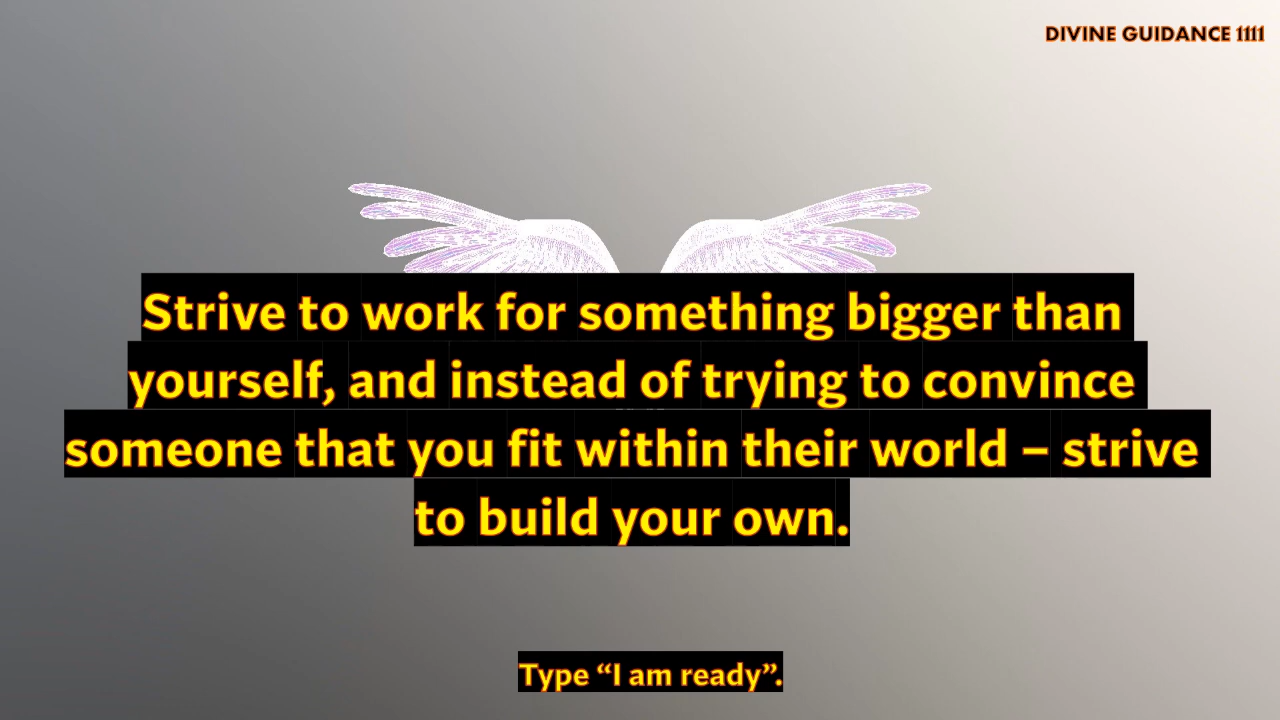 DIVINE GUIDANCE 1111
Strive to work for something bigger than
yourself, and instead of trying to convince
someone that you fit within their world – strive
to build your own.
Type “I am ready”.